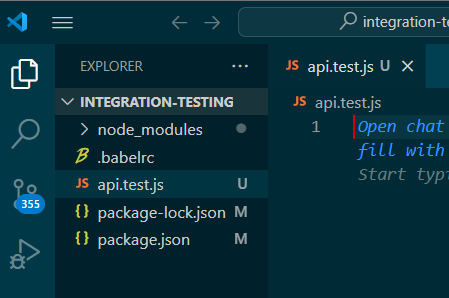 integration-te
EXPLORER ...
api.test.js U
INTEGRATION-TESTING
api.test.js
node_modules
1 Open chat
.babelrc
fill with
api.test.js U
Start typi
package-lock.json M
355
package.json M